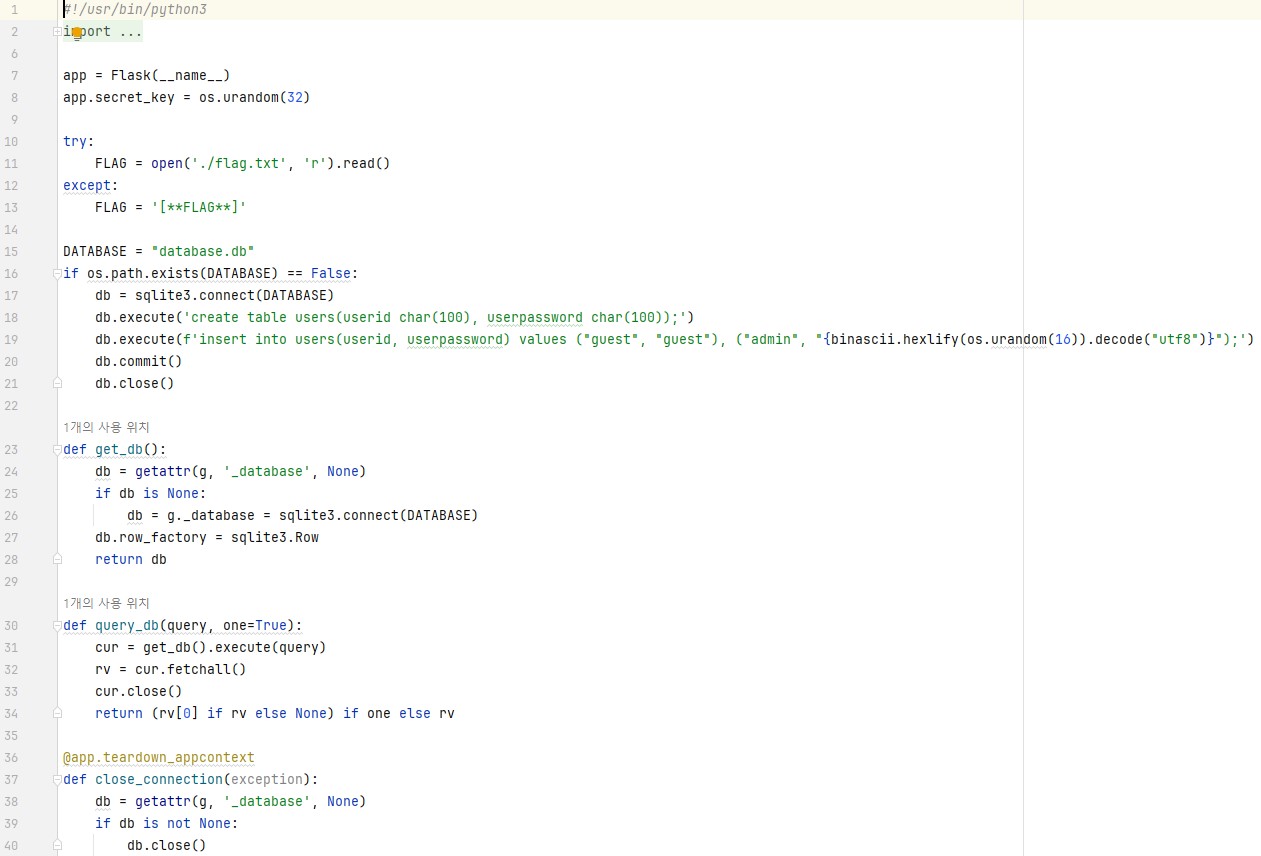 1 #!/usr/bin/python3
2 import ...
6
7 app = Flask(__name__)
8 app.secret_key = os.urandom(32)
9
10 try:
11     FLAG = open('./flag.txt', 'r').read()
12 except:
13     FLAG = '[**FLAG**]'
14
15 DATABASE = "database.db"
16 if os.path.exists(DATABASE) == False:
17     db = sqlite3.connect(DATABASE)
18     db.execute('create table users(userid char(100), userpassword char(100));')
19     db.execute(f'insert into users(userid, userpassword) values ("guest", "guest"), ("admin", "{binascii.hexlify(os.urandom(16)).decode("utf8")}");')
20     db.commit()
21     db.close()
22
1개의 사용 위치
23 def get_db():
24     db = getattr(g, '_database', None)
25     if db is None:
26         db = g._database = sqlite3.connect(DATABASE)
27     db.row_factory = sqlite3.Row
28     return db
29
1개의 사용 위치
30 def query_db(query, one=True):
31     cur = get_db().execute(query)
32     rv = cur.fetchall()
33     cur.close()
34     return (rv[0] if rv else None) if one else rv
35
36 @app.teardown_appcontext
37 def close_connection(exception):
38     db = getattr(g, '_database', None)
39     if db is not None:
40         db.close()